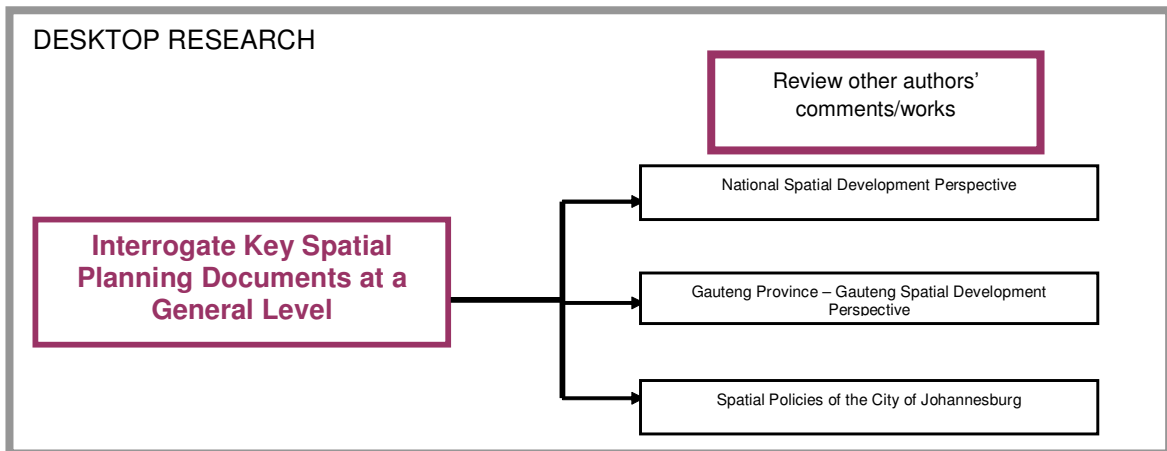 DESKTOP RESEARCH
Review other authors'
comments/works
National Spatial Development Perspective
Interrogate Key Spatial
Planning Documents at a
General Level
Gauteng Province – Gauteng Spatial Development
Perspective
Spatial Policies of the City of Johannesburg